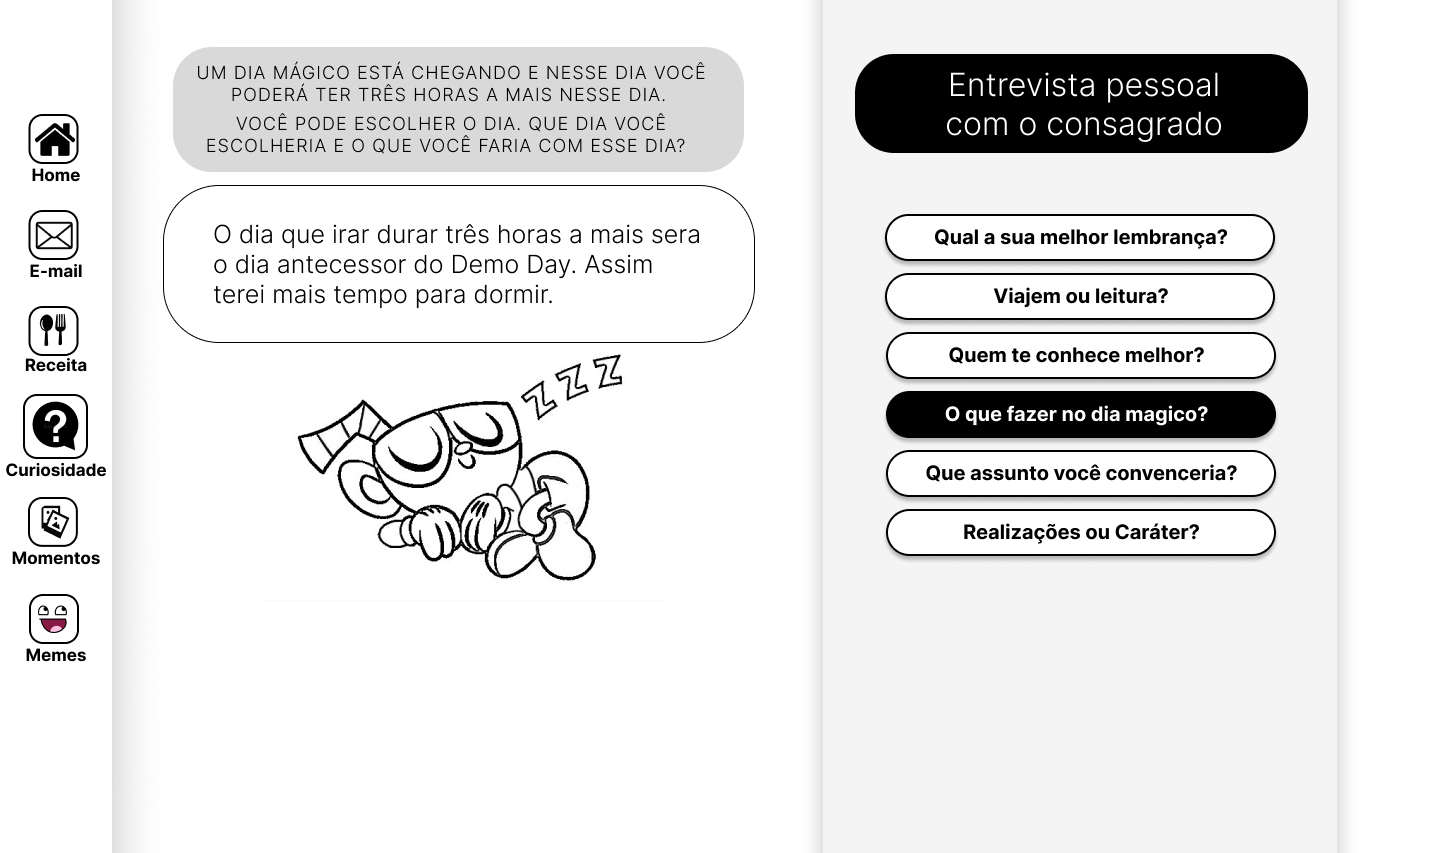 Home
E-mail
Receita
Curiosidade
Momentos
Memes
UM DIA MÁGICO ESTÁ CHEGANDO E NESSE DIA VOCÊ
PODERÁ TER TRÊS HORAS A MAIS NESSE DIA.
VOCÊ PODE ESCOLHER O DIA. QUE DIA VOCÊ
ESCOLHERIA E O QUE VOCÊ FARIA COM ESSE DIA?
O dia que irar durar três horas a mais sera
o dia antecessor do Demo Day. Assim
terei mais tempo para dormir.
Z Z Z
Entrevista pessoal
com o consagrado
Qual a sua melhor lembrança?
Viajem ou leitura?
Quem te conhece melhor?
O que fazer no dia magico?
Que assunto você convenceria?
Realizações ou Caráter?